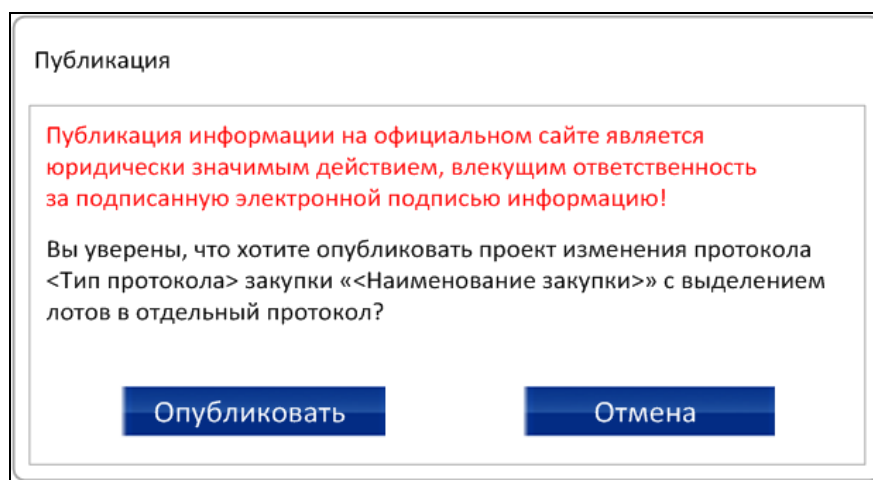 Публикация
Публикация информации на официальном сайте является
юридически значимым действием, влекущим ответственность
за подписанную электронной подписью информацию!
Вы уверены, что хотите опубликовать проект изменения протокола
<Тип протокола> закупки «<Наименование закупки>» с выделением
лотов в отдельный протокол?
Опубликовать
Отмена